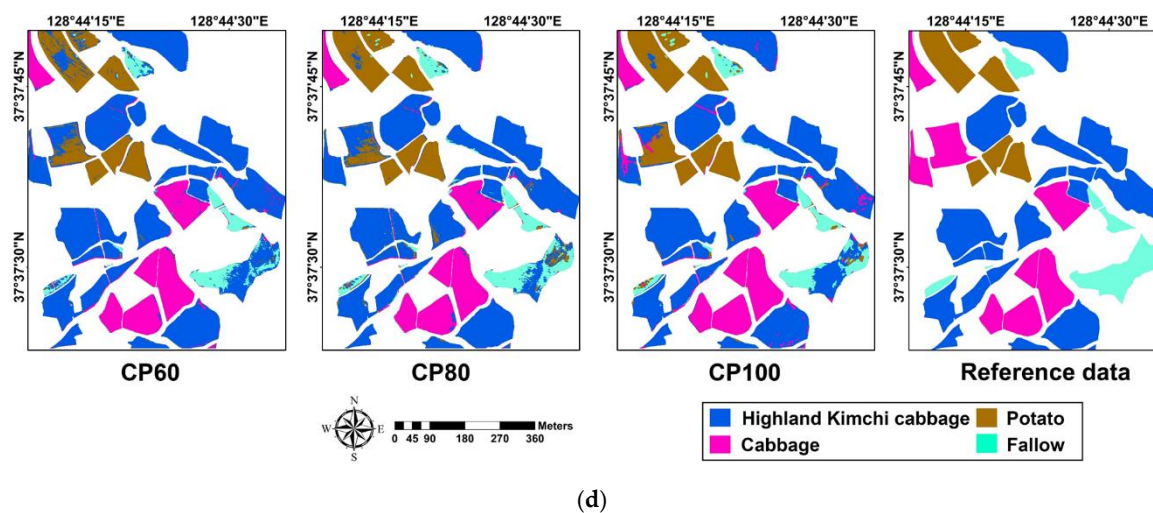 128°44'15"E 128°44'30"E 128°44'15"E 128°44'30"E 128°44'15"E 128°44'30"E 128°44'15"E 128°44'30"E
37°37'45"N 37°37'45"N 37°37'45"N 37°37'45"N
37°37'30"N 37°37'30"N 37°37'30"N 37°37'30"N
CP60 CP80 CP100 Reference data
N
W E
S
Meters
0 45 90 180 270 360
Highland Kimchi cabbage Potato
Cabbage Fallow
(d)